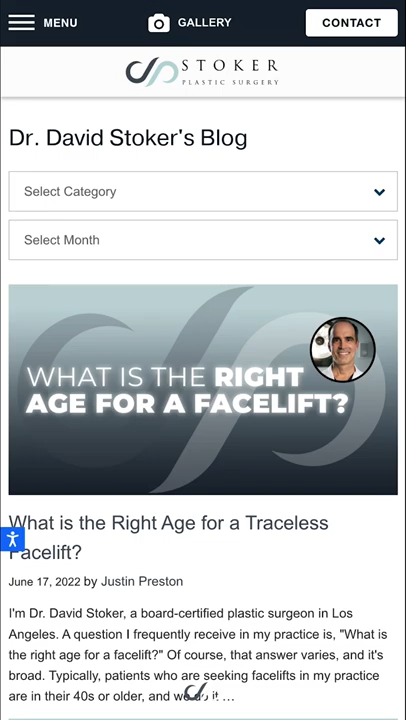 MENU
GALLERY
CONTACT
STOKER
PLASTIC SURGERY
Dr. David Stoker's Blog
Select Category
Select Month
WHAT IS THE RIGHT
AGE FOR A FACELIFT?
What is the Right Age for a Traceless
Facelift?
June 17, 2022 by Justin Preston
I'm Dr. David Stoker, a board-certified plastic surgeon in Los
Angeles. A question I frequently receive in my practice is, "What is
the right age for a facelift?" Of course, that answer varies, and it's
broad. Typically, patients who are seeking facelifts in my practice
are in their 40s or older, and we do it …